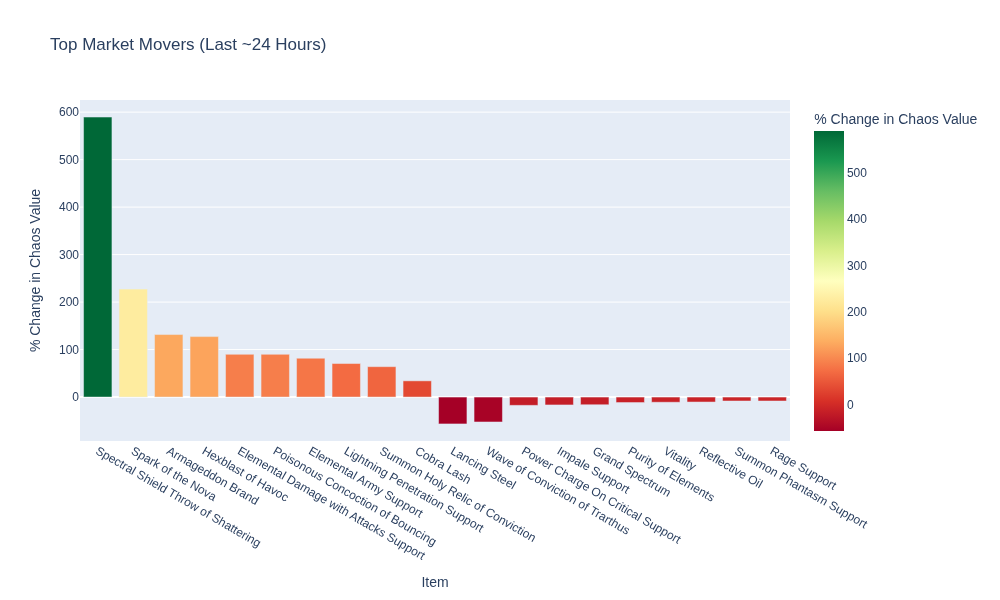 Top Market Movers (Last ~24 Hours)
% Change in Chaos Value
600
500
400
300
200
100
0
% Change in Chaos Value
500
400
300
200
100
0
Spectral Shield Throw of Shattering
Spark of the Nova
Armageddon Brand
Hexblast of Havoc
Elemental Damage with Attacks Support
Poisonous Concoction of Bouncing
Elemental Army Support
Lightning Penetration Support
Summon Holy Relic of Conviction
Cobra Lash
Lancing Steel
Wave of Conviction of Trarthus
Power Charge On Critical Support
Impale Support
Grand Spectrum
Purity of Elements
Vitality
Reflective Oil
Summon Phantasm Support
Rage Support
Item